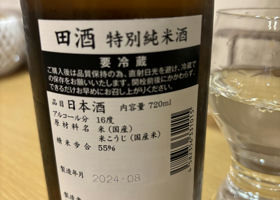 田酒 特別純米酒
要冷蔵
ご購入後は品質保持の為、直射日光を避け、冷蔵で
の保存をお願いいたします。開栓前後にかかわらず、
できるだけお早めにお召し上がりください。
品目 日本酒 内容量 720ml
アルコール分 16度
原材料名 米(国産)
米こうじ(国産米)
精米歩合 55%
製造年月 2024-08